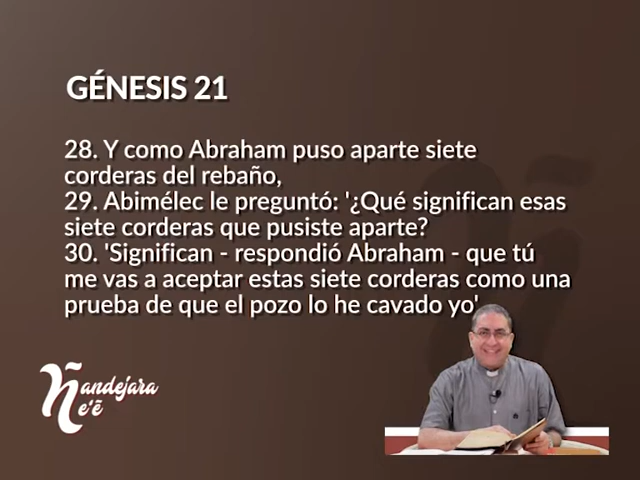 GÉNESIS 21
28. Y como Abraham puso aparte siete
corderas del rebaño,
29. Abimélec le preguntó: '¿Qué significan esas
siete corderas que pusiste aparte?
30. 'Significan - respondió Abraham - que tú
me vas a aceptar estas siete corderas como una
prueba de que el pozo lo he cavado yo'
Ñandejara
Ñe'ẽ